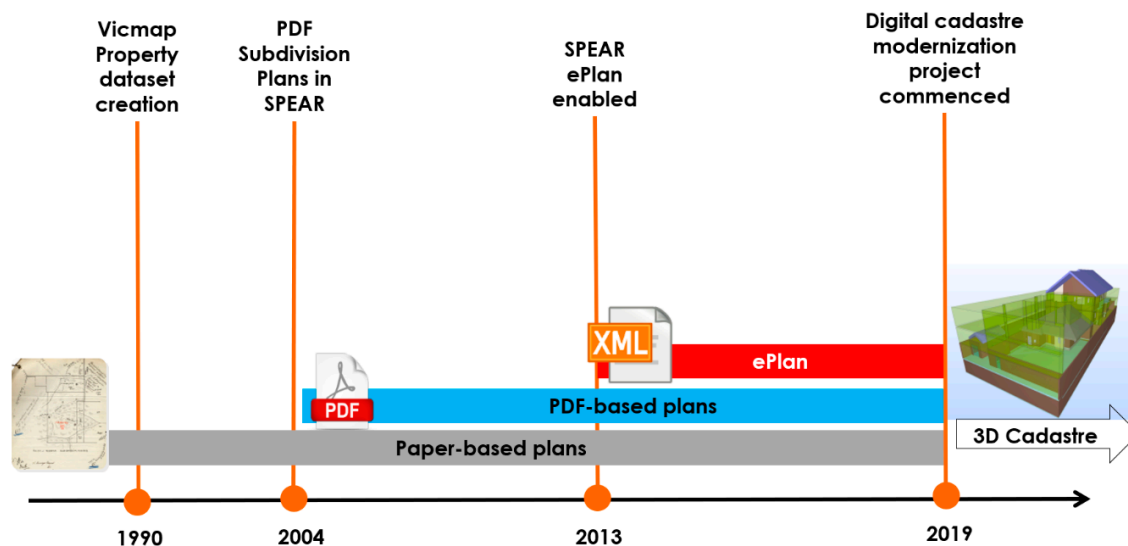 Vicmap
Property
dataset
creation
PDF
Subdivision
Plans in
SPEAR
SPEAR
ePlan
enabled
Digital cadastre
modernization
project
commenced
XML
ePlan
PDF
PDF-based plans
Paper-based plans
3D Cadastre
1990
2004
2013
2019